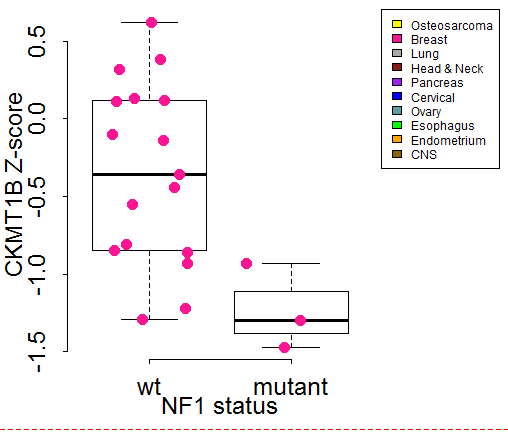 CKMT1B Z-score
0.5
0.0
-0.5
-1.0
-1.5
wt mutant
NF1 status
Osteosarcoma
Breast
Lung
Head & Neck
Pancreas
Cervical
Ovary
Esophagus
Endometrium
CNS